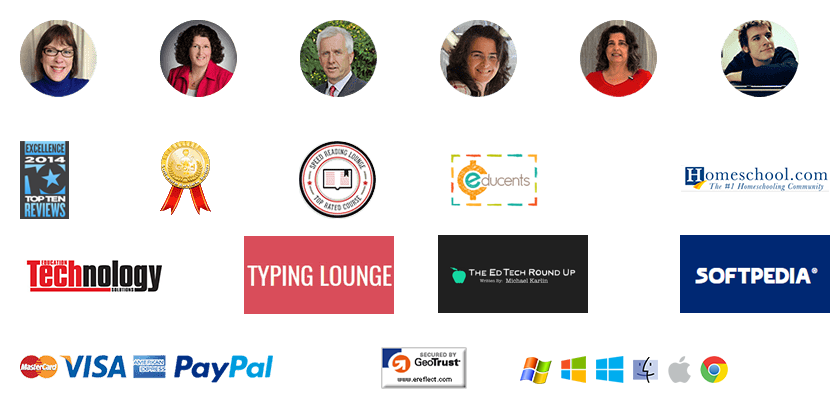 EXCELLENCE
2014
TOP TEN
REVIEWS
SPEED READING LOUNGE
TOP RATED COURSE
educents
Homeschool.com
The #1 Homeschooling Community
EDUCATION
Technology
SOLUTIONS
TYPING LOUNGE
THE EDTECH ROUND UP
Written By: Michael Karlin
SOFTPEDIA®
MasterCard
VISA
AMERICAN
EXPRESS
PayPal
SECURED BY
GeoTrust
www.ereflect.com